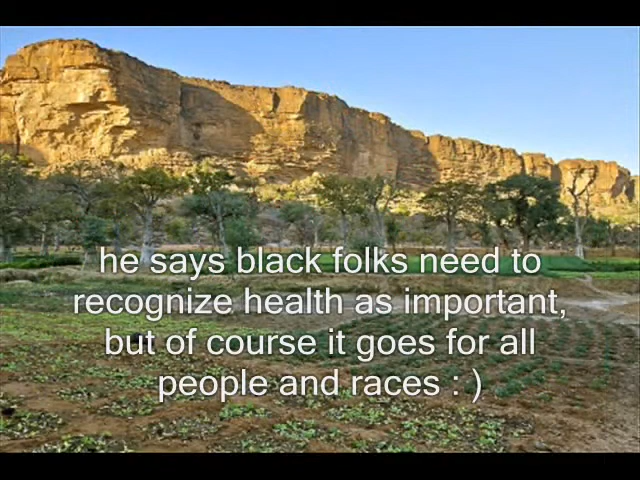 he says black folks need to
recognize health as important,
but of course it goes for all
people and races : )